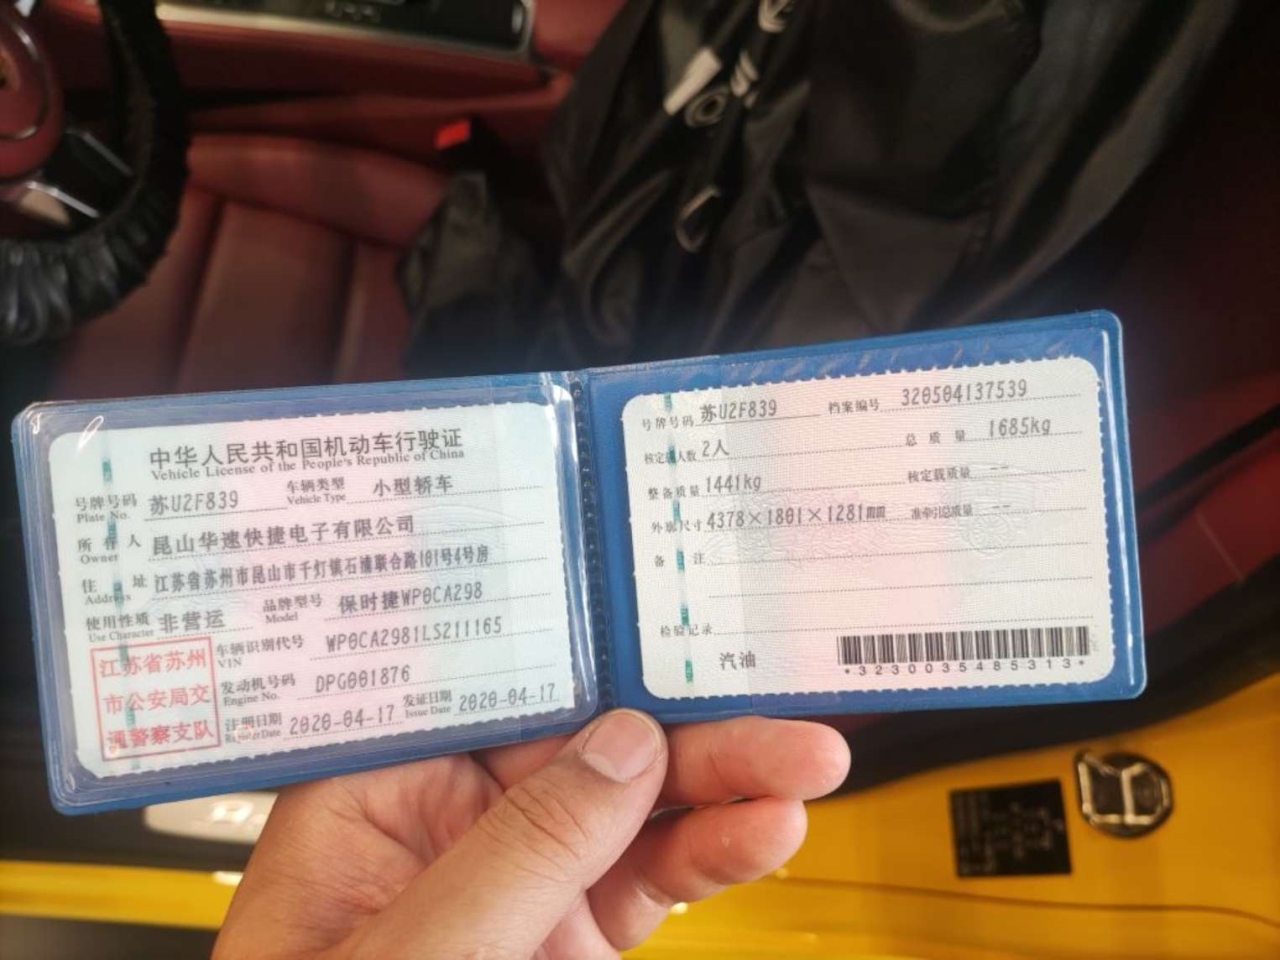 中华人民共和国机动车行驶证
Vehicle License of the People's Republic of China
号牌号码 苏U2F839 车辆类型 小型轿车
Plate No. Vehicle Type
所有人 昆山华速快捷电子有限公司
Owner
住址 江苏省苏州市昆山市千灯镇石浦联合路101号4号房
Address
使用性质 非营运 品牌型号 保时捷WP0CA298
Use Character Model
车辆识别代号 WP0CA2981LS211165
VIN
发动机号码 DPG001876
Engine No.
注册日期 2020-04-17 发证日期 2020-04-17
Register Date Issue Date
江苏省苏州
市公安局交
通警察支队
号牌号码 苏U2F839 档案编号 320504137539
核定载人数 2人 总质量 1685kg
整备质量 1441kg 核定载质量 --
外廓尺寸 4378×1801×1281mm 准牵引总质量 --
备注
检验记录
汽油
*3230035485313*